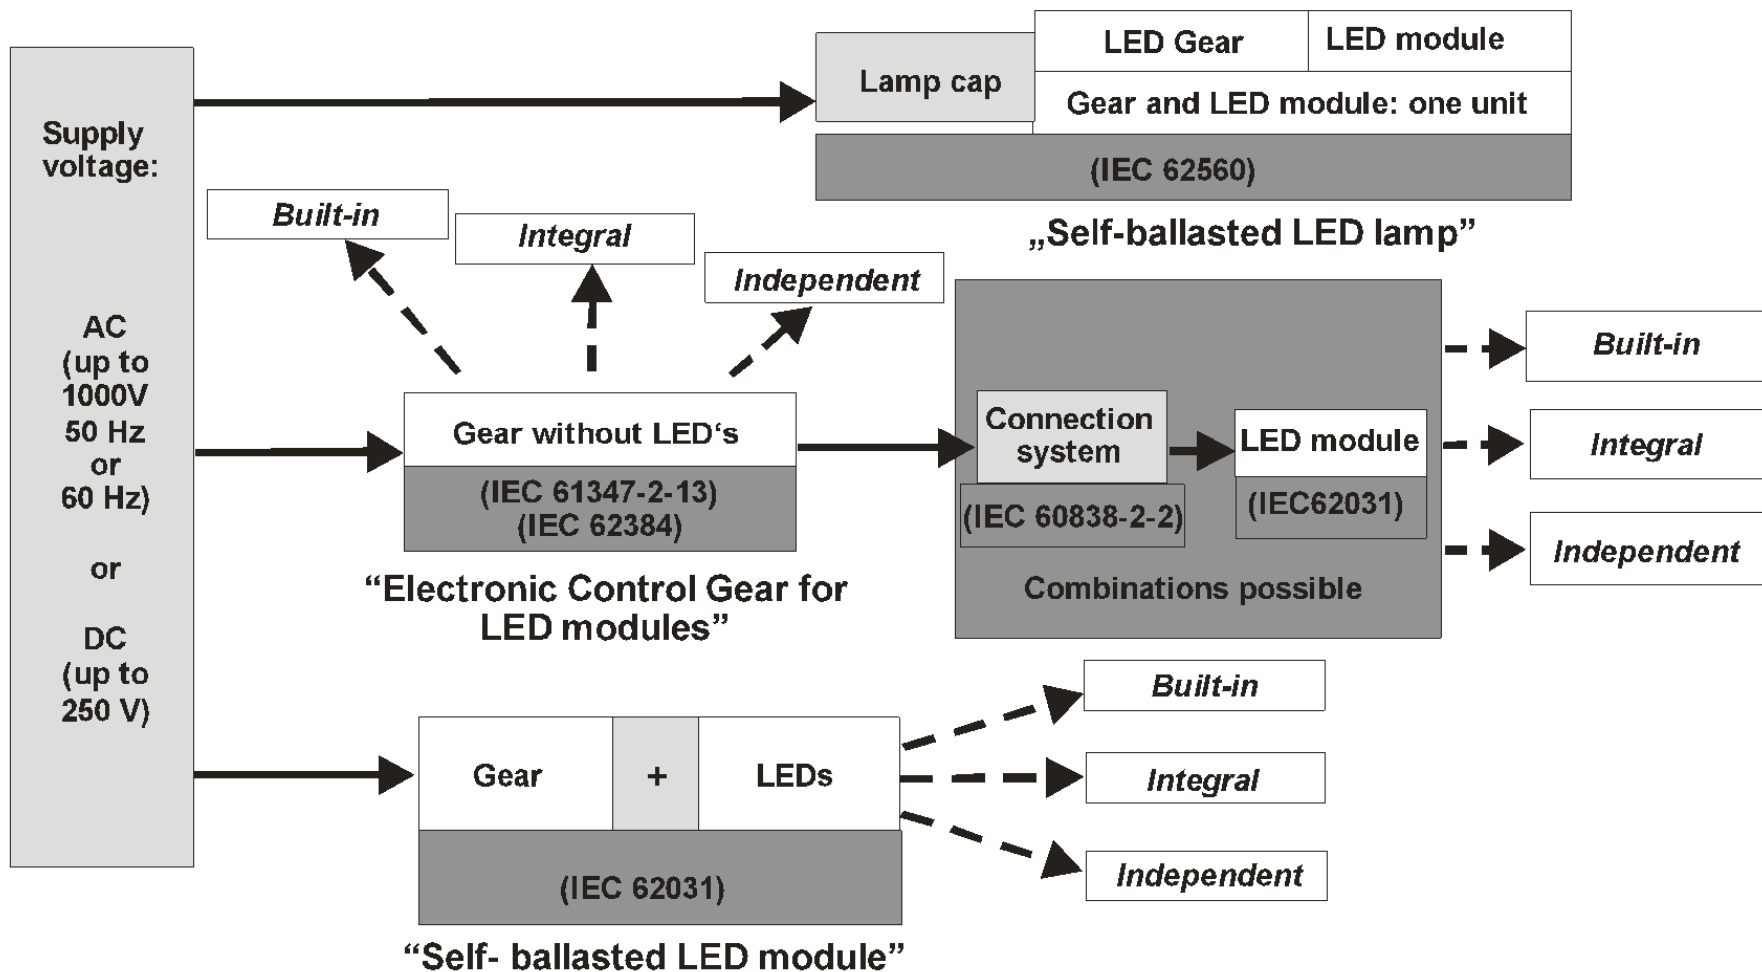 Supply
voltage:
AC
(up to
1000V
50 Hz
or
60 Hz)
or
DC
(up to
250 V)
Lamp cap
LED Gear
LED module
Gear and LED module: one unit
(IEC 62560)
„Self-ballasted LED lamp”
Built-in
Integral
Independent
Gear without LED‘s
(IEC 61347-2-13)
(IEC 62384)
“Electronic Control Gear for
LED modules”
Connection
system
(IEC 60838-2-2)
LED module
(IEC62031)
Combinations possible
Built-in
Integral
Independent
Gear
+
LEDs
(IEC 62031)
“Self- ballasted LED module”
Built-in
Integral
Independent